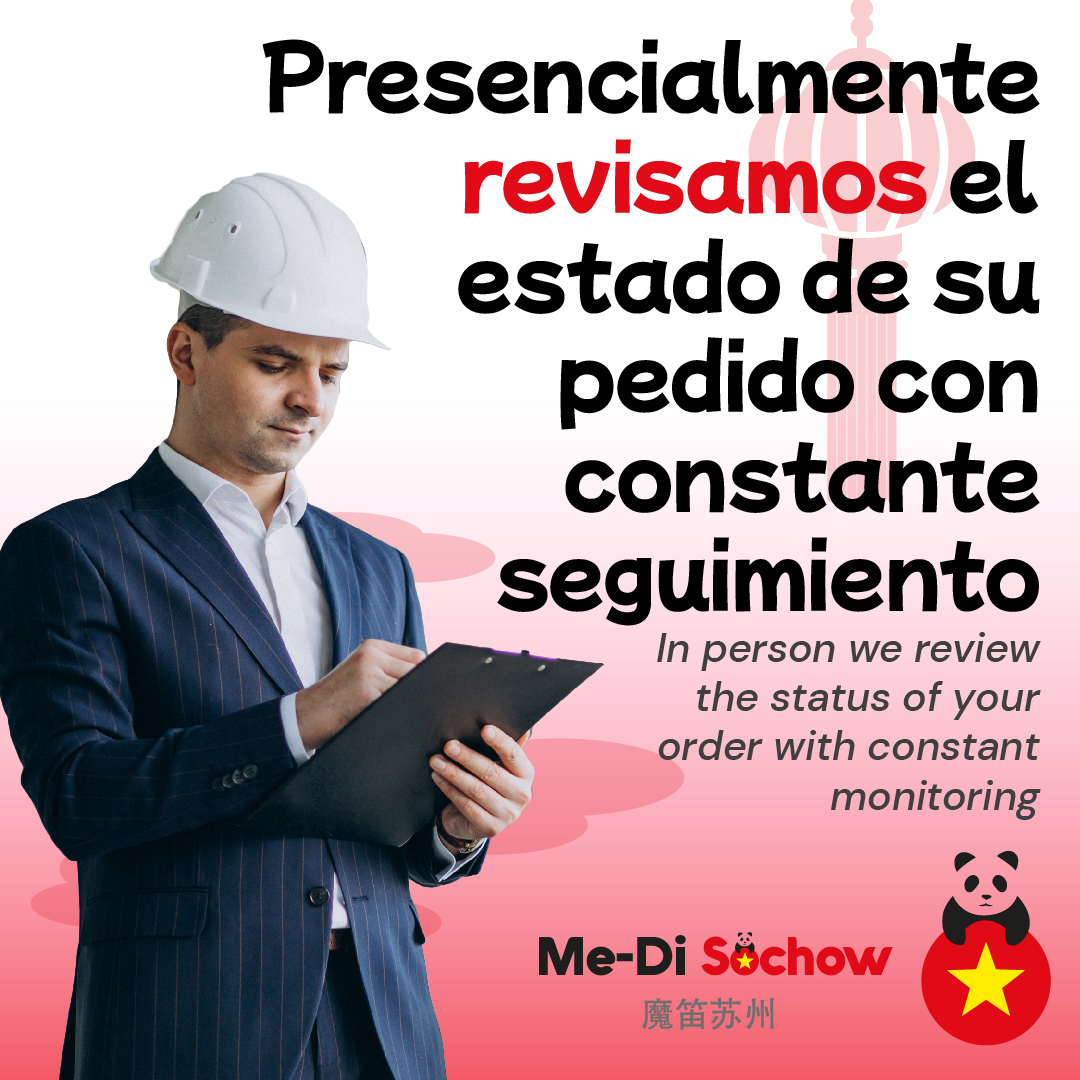 Presencialmente
revisamos el
estado de su
pedido con
constante
seguimiento
In person we review
the status of your
order with constant
monitoring
Me-Di Sochow
魔笛苏州